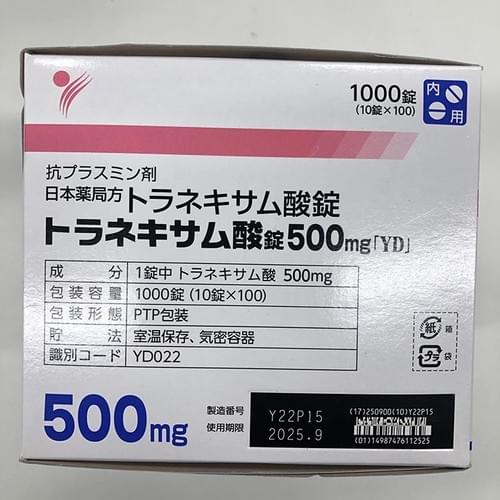 1000錠
(10錠×100)
内用
抗プラスミン剤
日本薬局方 トラネキサム酸錠
トラネキサム酸錠500mg「YD」
成分 1錠中 トラネキサム酸 500mg
包装容量 1000錠 (10錠×100)
包装形態 PTP包装
貯法 室温保存、気密容器
識別コード YD022
紙 箱
プラ 袋
500mg
製造番号 Y22P15
使用期限 2025.9
(17)250900(10)Y22P15
(01)14987476112525